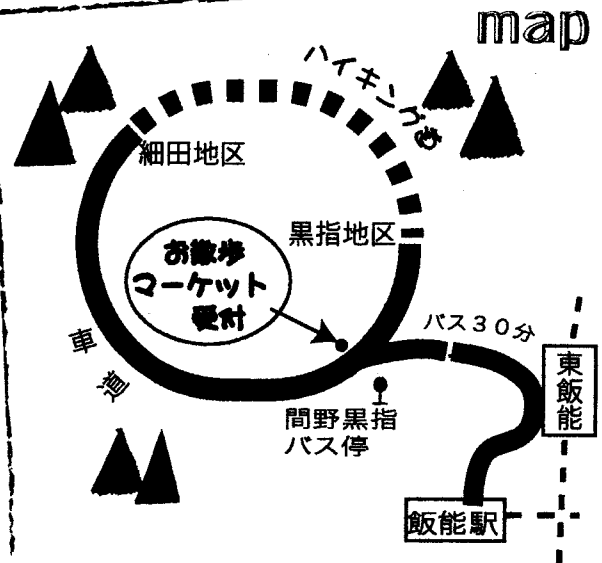 map
ハイキング道
細田地区
黒指地区
お散歩
マーケット
受付
バス30分
車道
東飯能
間野黒指
バス停
飯能駅